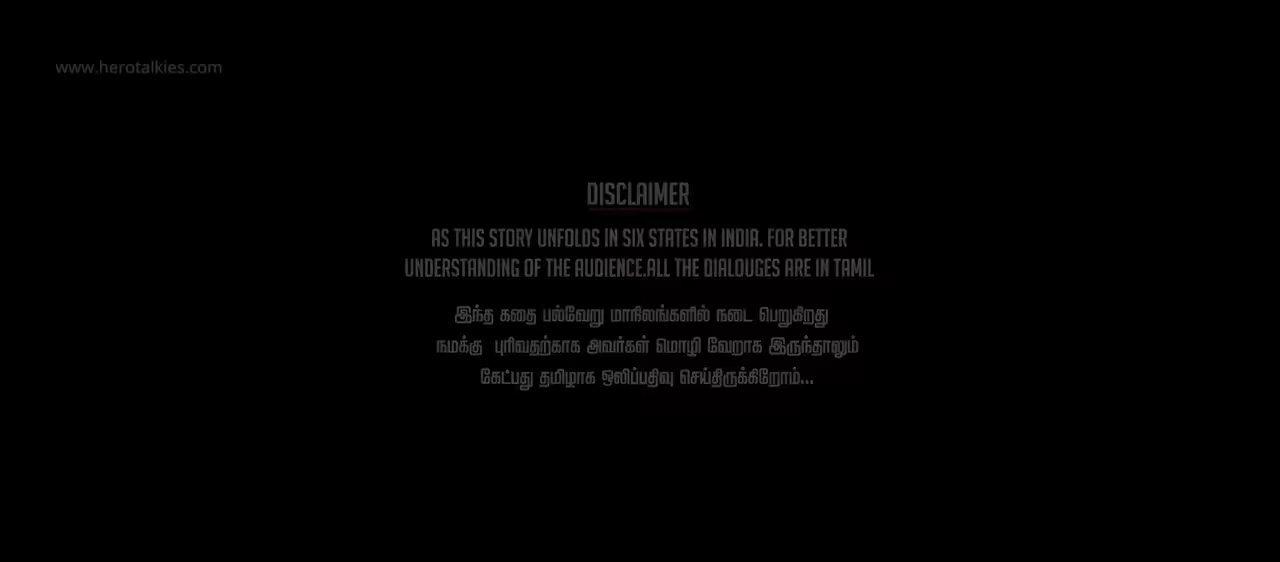 www.herotalkies.com
DISCLAIMER
AS THIS STORY UNFOLDS IN SIX STATES IN INDIA. FOR BETTER
UNDERSTANDING OF THE AUDIENCE.ALL THE DIALOUGES ARE IN TAMIL
இந்த கதை பல்வேறு மாநிலங்களில் நடை பெறுகிறது
நமக்கு புரிவதற்காக அவர்கள் மொழி வேறாக இருந்தாலும்
கேட்பது தமிழாக ஒலிப்பதிவு செய்திருக்கிறோம்...